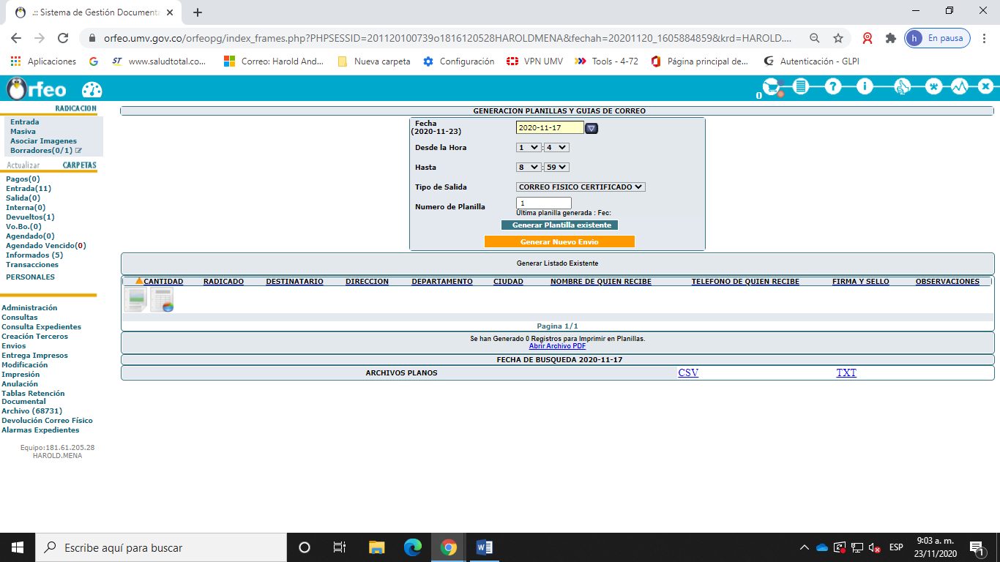 .:: Sistema de Gestión Documenta
orfeo.umv.gov.co/orfeopg/index_frames.php?PHPSESSID=201120100739o1816120528HAROLDMENA&fechah=20201120_1605884859&krd=HAROLD....
h En pausa
Aplicaciones
G
ST www.saludtotal.co...
Correo: Harold And...
Nueva carpeta
Configuración
VPN UMV
Tools - 4-72
Página principal de...
Autenticación - GLPI
Orfeo
0
RADICACION
Entrada
Masiva
Asociar Imagenes
Borradores(0/1)
Actualizar CARPETAS
Pagos(0)
Entrada(11)
Salida(0)
Interna(0)
Devueltos(1)
Vo.Bo.(0)
Agendado(0)
Agendado Vencido(0)
Informados (5)
Transacciones
PERSONALES
Administración
Consultas
Consulta Expedientes
Creación Terceros
Envios
Entrega Impresos
Modificación
Impresión
Anulación
Tablas Retención
Documental
Archivo (68731)
Devolución Correo Físico
Alarmas Expedientes
Equipo:181.61.205.28
HAROLD.MENA
GENERACION PLANILLAS Y GUIAS DE CORREO
Fecha
(2020-11-23) 2020-11-17
Desde la Hora 1 : 4
Hasta 8 : 59
Tipo de Salida CORREO FISICO CERTIFICADO
Numero de Planilla 1
Última planilla generada : Fec:
Generar Plantilla existente
Generar Nuevo Envio
Generar Listado Existente
CANTIDAD RADICADO DESTINATARIO DIRECCION DEPARTAMENTO CIUDAD NOMBRE DE QUIEN RECIBE TELEFONO DE QUIEN RECIBE FIRMA Y SELLO OBSERVACIONES
Pagina 1/1
Se han Generado 0 Registros para Imprimir en Planillas.
Abrir Archivo PDF
FECHA DE BUSQUEDA 2020-11-17
ARCHIVOS PLANOS CSV TXT
Escribe aquí para buscar
ESP
9:03 a. m.
23/11/2020
1